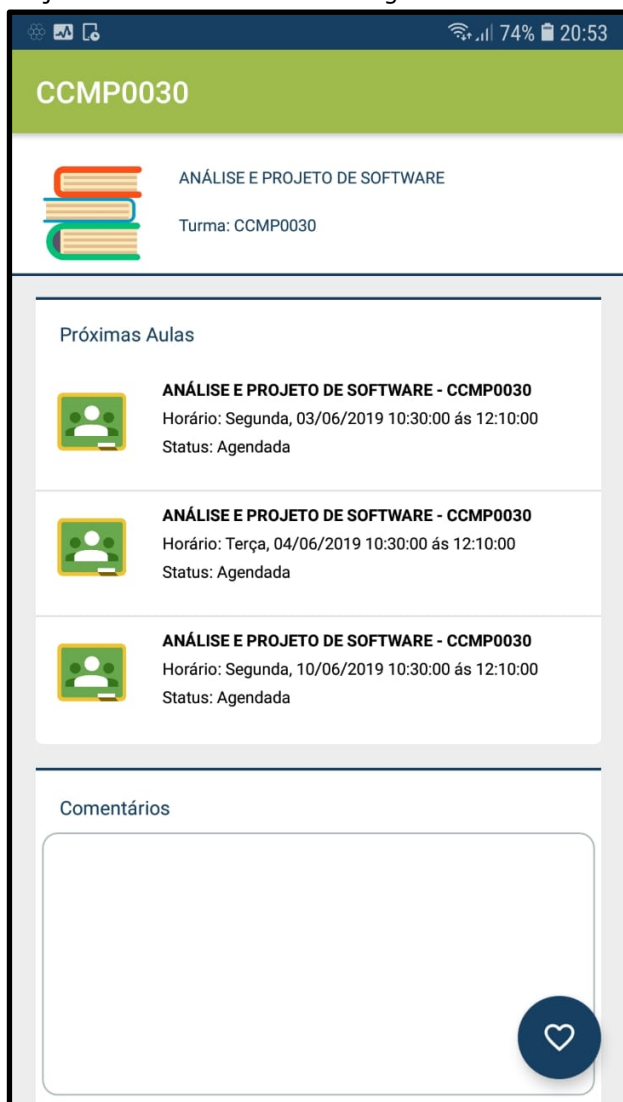 74% 20:53
CCMP0030
ANÁLISE E PROJETO DE SOFTWARE
Turma: CCMP0030
Próximas Aulas
ANÁLISE E PROJETO DE SOFTWARE - CCMP0030
Horário: Segunda, 03/06/2019 10:30:00 ás 12:10:00
Status: Agendada
ANÁLISE E PROJETO DE SOFTWARE - CCMP0030
Horário: Terça, 04/06/2019 10:30:00 ás 12:10:00
Status: Agendada
ANÁLISE E PROJETO DE SOFTWARE - CCMP0030
Horário: Segunda, 10/06/2019 10:30:00 ás 12:10:00
Status: Agendada
Comentários